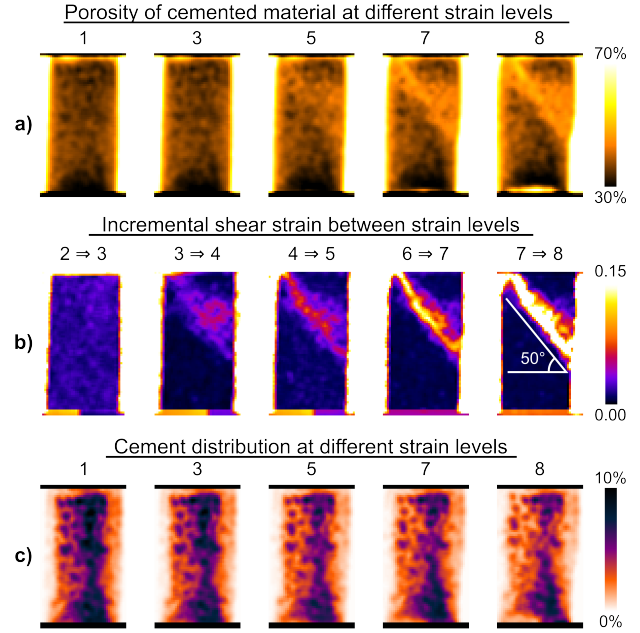 Porosity of cemented material at different strain levels
1 3 5 7 8
70%
a)
30%
Incremental shear strain between strain levels
2 ⇒ 3 3 ⇒ 4 4 ⇒ 5 6 ⇒ 7 7 ⇒ 8
0.15
b)
50°
0.00
Cement distribution at different strain levels
1 3 5 7 8
10%
c)
0%